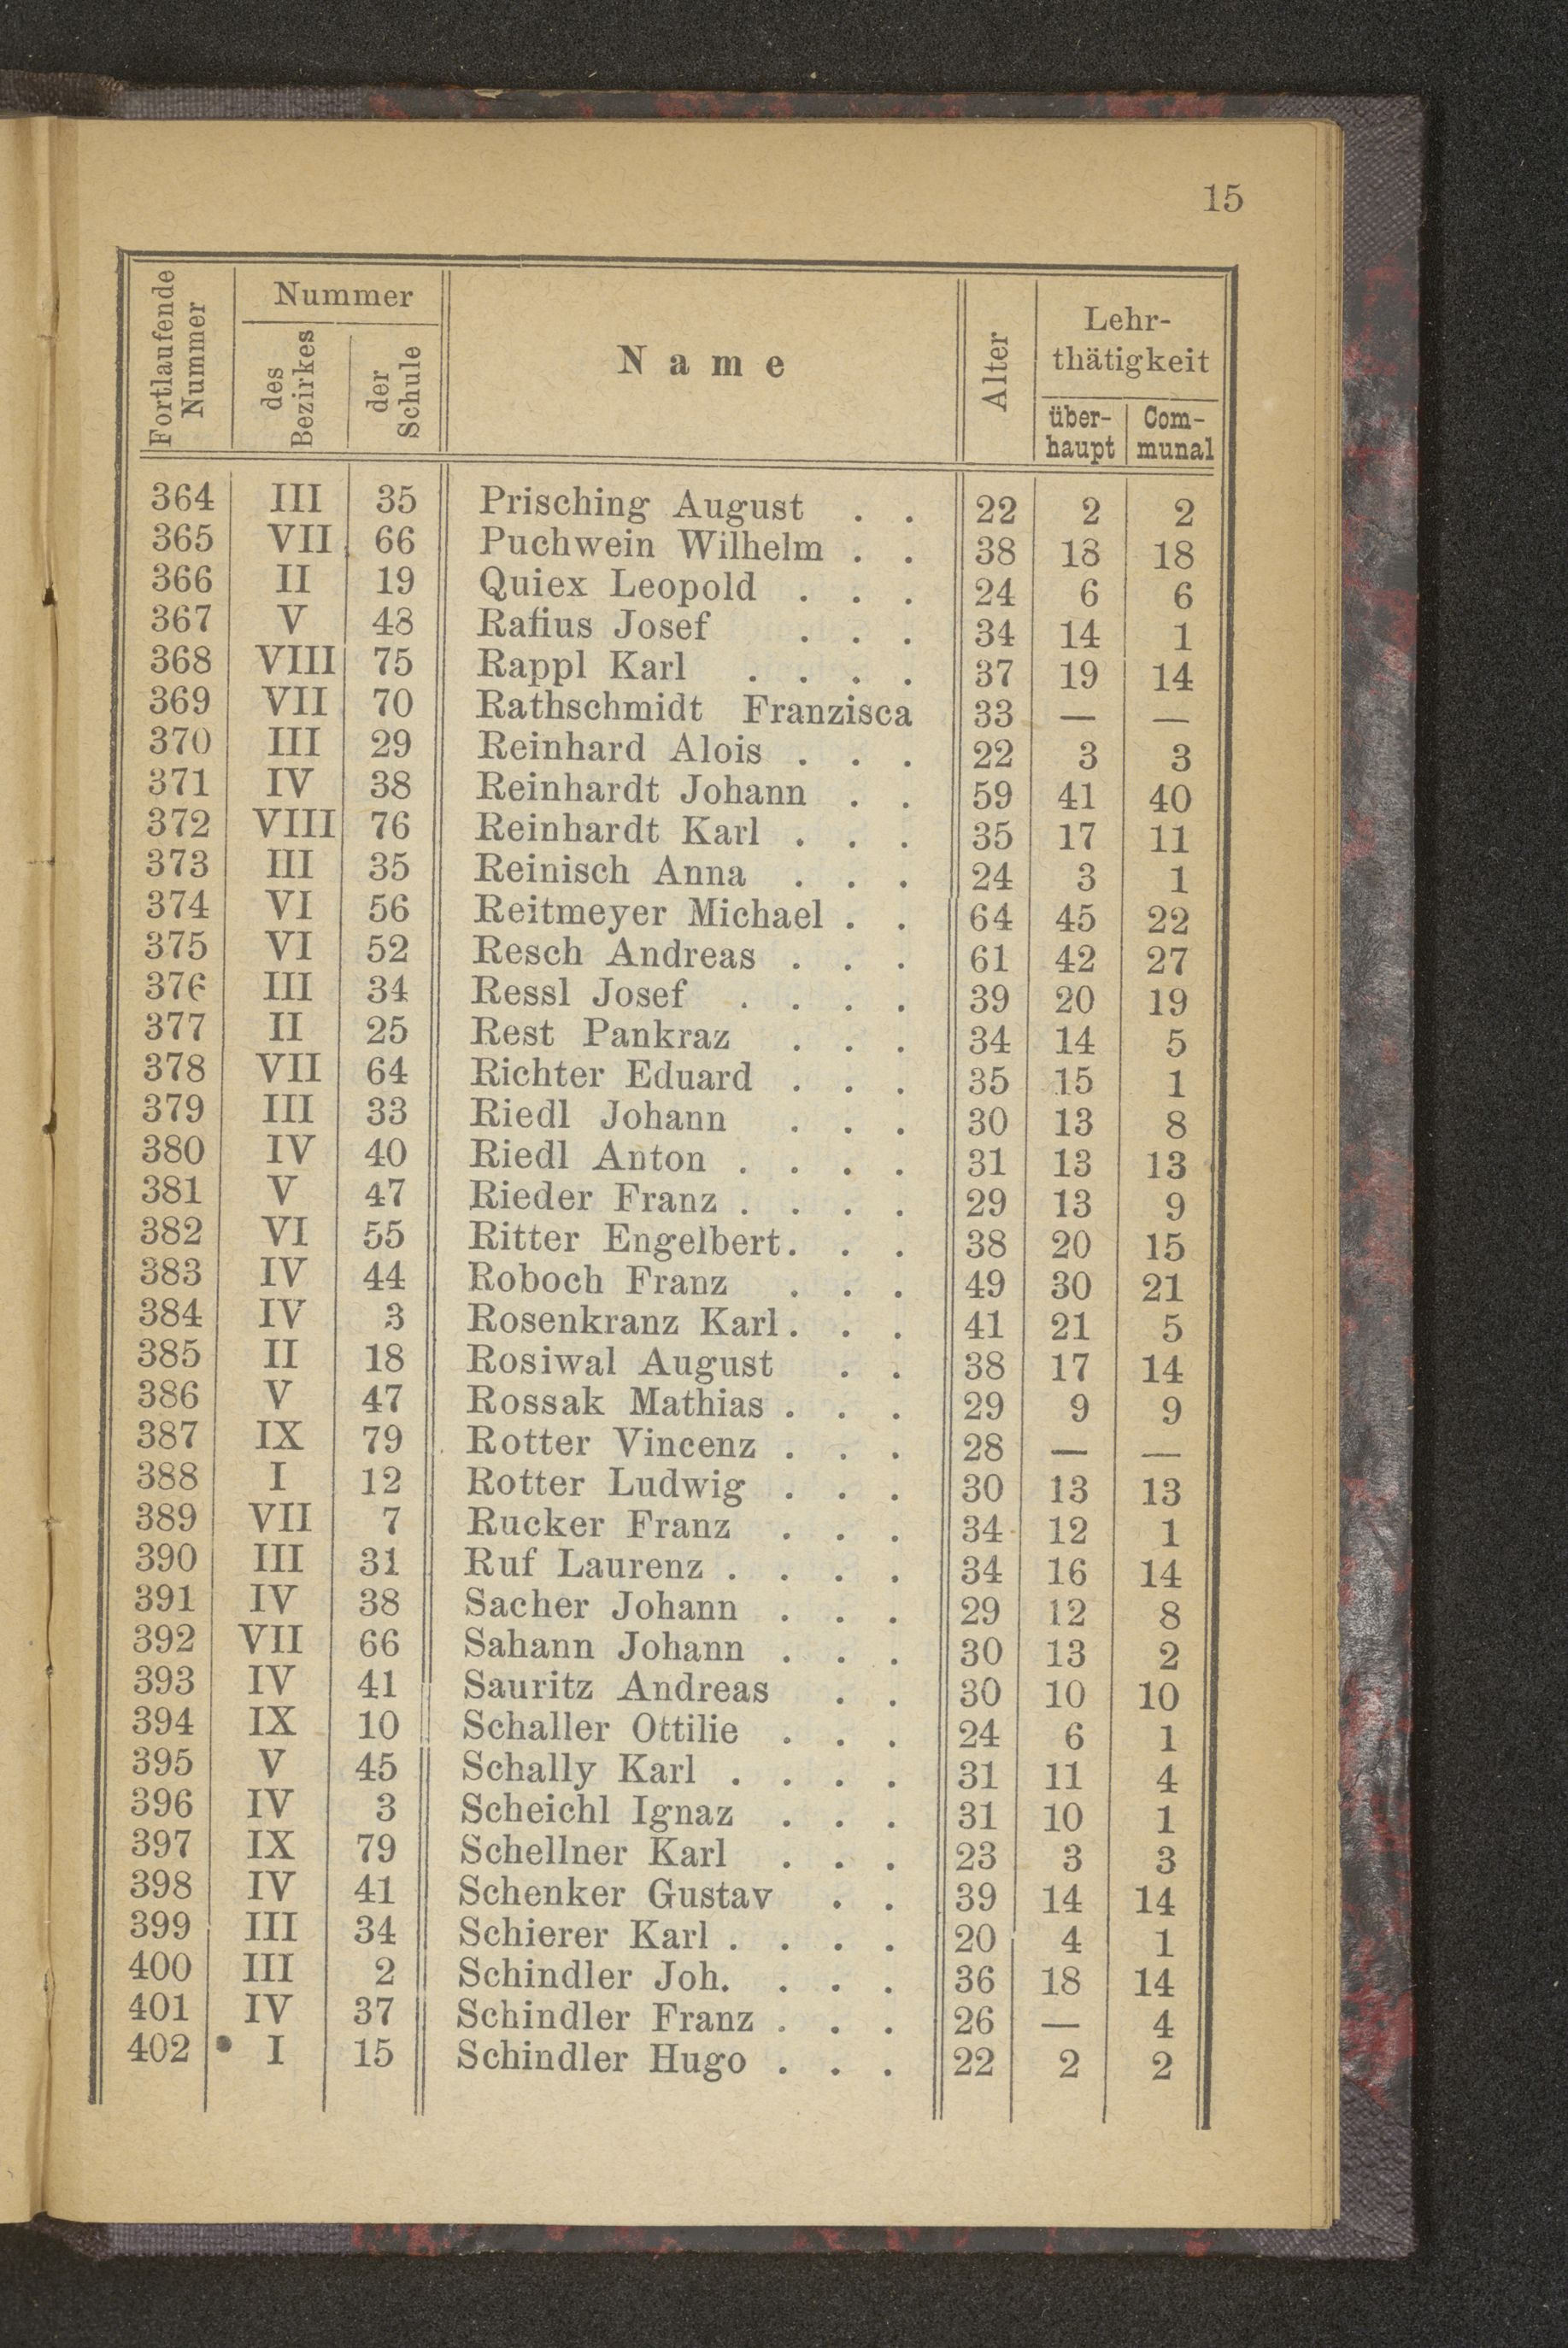 15
Fortlaufende Nummer | Nummer des Bezirkes | Nummer der Schule | Name | Alter | Lehr-thätigkeit über-haupt | Lehr-thätigkeit Com-munal
364 III 35 Prisching August . . 22 2 2
365 VII 66 Puchwein Wilhelm . . 38 18 18
366 II 19 Quiex Leopold . . . 24 6 6
367 V 48 Rafius Josef . . . 34 14 1
368 VIII 75 Rappl Karl . . . . 37 19 14
369 VII 70 Rathschmidt Franzisca 33 — —
370 III 29 Reinhard Alois . . . 22 3 3
371 IV 38 Reinhardt Johann . . 59 41 40
372 VIII 76 Reinhardt Karl . . . 35 17 11
373 III 35 Reinisch Anna . . . 24 3 1
374 VI 56 Reitmeyer Michael . . 64 45 22
375 VI 52 Resch Andreas . . . 61 42 27
376 III 34 Ressl Josef . . . . 39 20 19
377 II 25 Rest Pankraz . . . 34 14 5
378 VII 64 Richter Eduard . . . 35 15 1
379 III 33 Riedl Johann . . . 30 13 8
380 IV 40 Riedl Anton . . . . 31 13 13
381 V 47 Rieder Franz . . . . 29 13 9
382 VI 55 Ritter Engelbert . . . 38 20 15
383 IV 44 Roboch Franz . . . 49 30 21
384 IV 3 Rosenkranz Karl . . . 41 21 5
385 II 18 Rosiwal August . . 38 17 14
386 V 47 Rossak Mathias . . . 29 9 9
387 IX 79 Rotter Vincenz . . . 28 — —
388 I 12 Rotter Ludwig . . . 30 13 13
389 VII 7 Rucker Franz . . . 34 12 1
390 III 31 Ruf Laurenz . . . . 34 16 14
391 IV 38 Sacher Johann . . . 29 12 8
392 VII 66 Sahann Johann . . . 30 13 2
393 IV 41 Sauritz Andreas . . 30 10 10
394 IX 10 Schaller Ottilie . . . 24 6 1
395 V 45 Schally Karl . . . . 31 11 4
396 IV 3 Scheichl Ignaz . . . 31 10 1
397 IX 79 Schellner Karl . . . 23 3 3
398 IV 41 Schenker Gustav . . 39 14 14
399 III 34 Schierer Karl . . . . 20 4 1
400 III 2 Schindler Joh. . . . 36 18 14
401 IV 37 Schindler Franz . . . 26 — 4
402 I 15 Schindler Hugo . . . 22 2 2